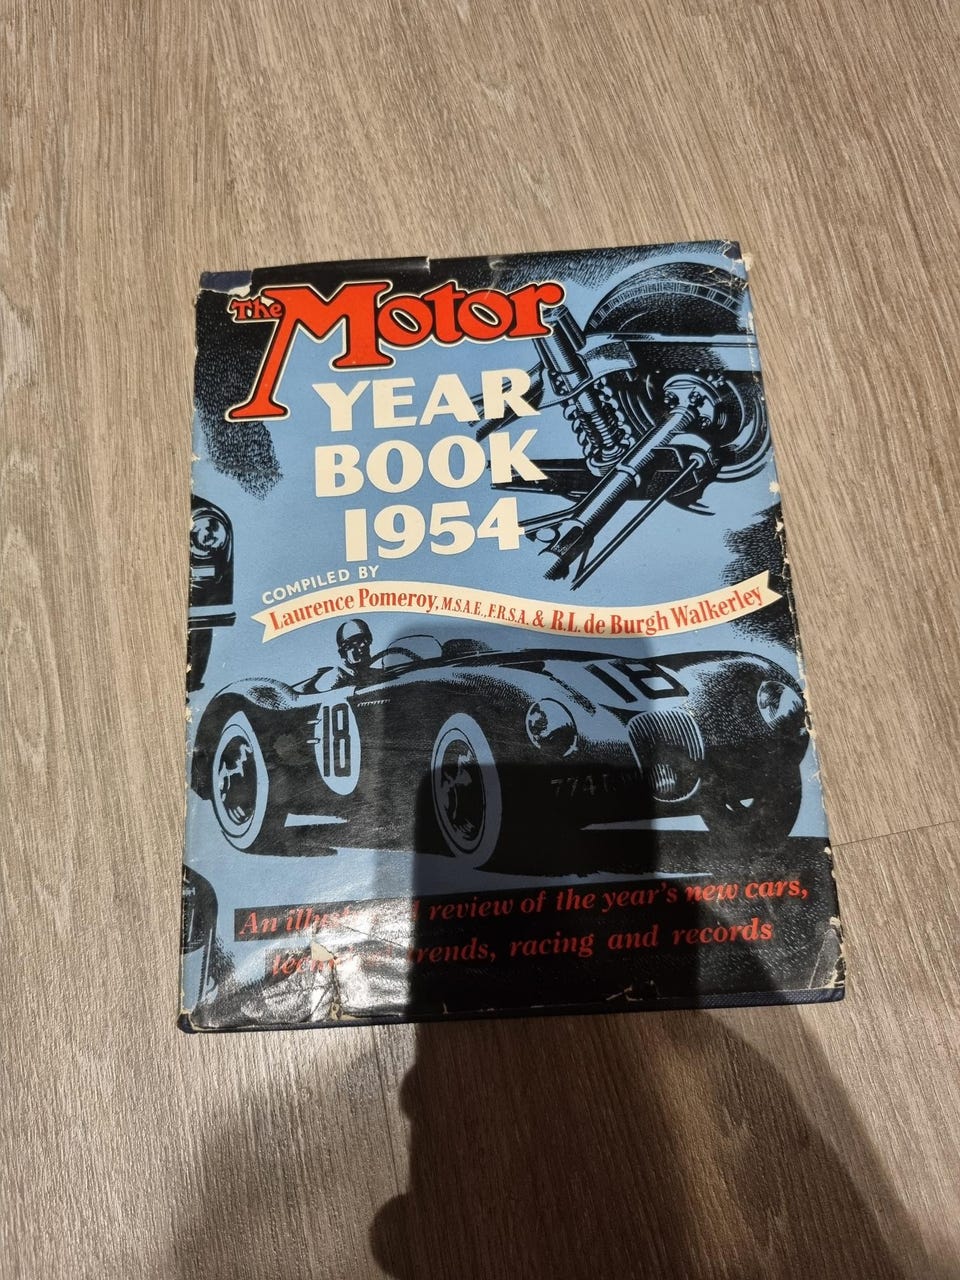 The Motor
YEAR
BOOK
1954
COMPILED BY
Laurence Pomeroy, M.S.A.E., F.R.S.A. & R.L. de Burgh Walkerley
18
18
An review of the year's new cars,
trends, racing and records